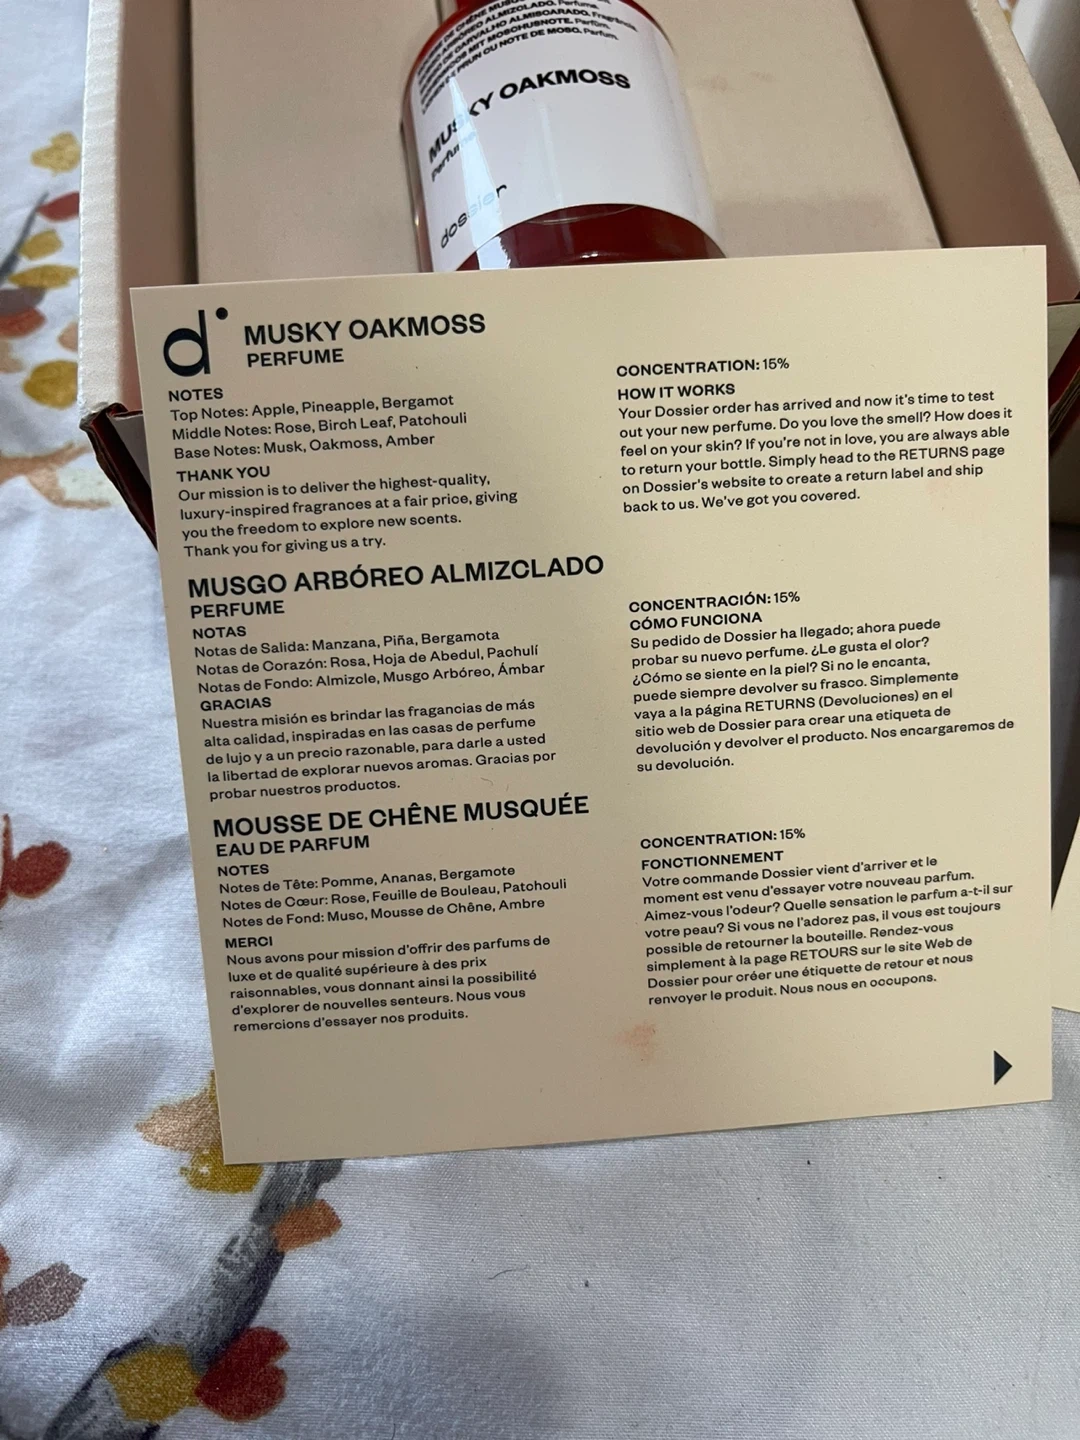 DE CHÊNE
ARBÓREO ALMIZCLADO. Perfume.
DE CARVALHO ALMISCARADO. Fragrância
MIT MOSCHUSNOTE. Parfüm.
PRUN CU NOTE DE MOSC. Parfum.
MUSKY OAKMOSS
Perfume
dossier
d
MUSKY OAKMOSS
PERFUME
NOTES
Top Notes: Apple, Pineapple, Bergamot
Middle Notes: Rose, Birch Leaf, Patchouli
Base Notes: Musk, Oakmoss, Amber
THANK YOU
Our mission is to deliver the highest-quality,
luxury-inspired fragrances at a fair price, giving
you the freedom to explore new scents.
Thank you for giving us a try.
CONCENTRATION: 15%
HOW IT WORKS
Your Dossier order has arrived and now it's time to test
out your new perfume. Do you love the smell? How does it
feel on your skin? If you're not in love, you are always able
to return your bottle. Simply head to the RETURNS page
on Dossier's website to create a return label and ship
back to us. We've got you covered.
MUSGO ARBÓREO ALMIZCLADO
PERFUME
NOTAS
Notas de Salida: Manzana, Piña, Bergamota
Notas de Corazón: Rosa, Hoja de Abedul, Pachulí
Notas de Fondo: Almizcle, Musgo Arbóreo, Ámbar
GRACIAS
Nuestra misión es brindar las fragancias de más
alta calidad, inspiradas en las casas de perfume
de lujo y a un precio razonable, para darle a usted
la libertad de explorar nuevos aromas. Gracias por
probar nuestros productos.
CONCENTRACIÓN: 15%
CÓMO FUNCIONA
Su pedido de Dossier ha llegado; ahora puede
probar su nuevo perfume. ¿Le gusta el olor?
¿Cómo se siente en la piel? Si no le encanta,
puede siempre devolver su frasco. Simplemente
vaya a la página RETURNS (Devoluciones) en el
sitio web de Dossier para crear una etiqueta de
devolución y devolver el producto. Nos encargaremos de
su devolución.
MOUSSE DE CHÊNE MUSQUÉE
EAU DE PARFUM
NOTES
Notes de Tête: Pomme, Ananas, Bergamote
Notes de Cœur: Rose, Feuille de Bouleau, Patchouli
Notes de Fond: Musc, Mousse de Chêne, Ambre
MERCI
Nous avons pour mission d'offrir des parfums de
luxe et de qualité supérieure à des prix
raisonnables, vous donnant ainsi la possibilité
d'explorer de nouvelles senteurs. Nous vous
remercions d'essayer nos produits.
CONCENTRATION: 15%
FONCTIONNEMENT
Votre commande Dossier vient d'arriver et le
moment est venu d'essayer votre nouveau parfum.
Aimez-vous l'odeur? Quelle sensation le parfum a-t-il sur
votre peau? Si vous ne l'adorez pas, il vous est toujours
possible de retourner la bouteille. Rendez-vous
simplement à la page RETOURS sur le site Web de
Dossier pour créer une étiquette de retour et nous
renvoyer le produit. Nous nous en occupons.